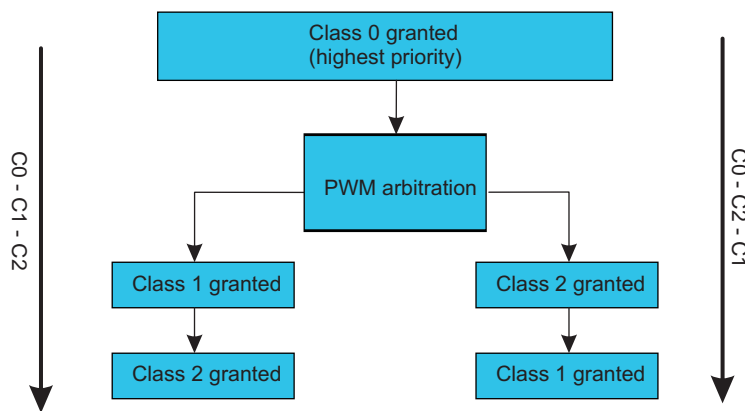 Class 0 granted
(highest priority)
PWM arbitration
C0 - C1 - C2
C0 - C2 - C1
Class 1 granted
Class 2 granted
Class 2 granted
Class 1 granted